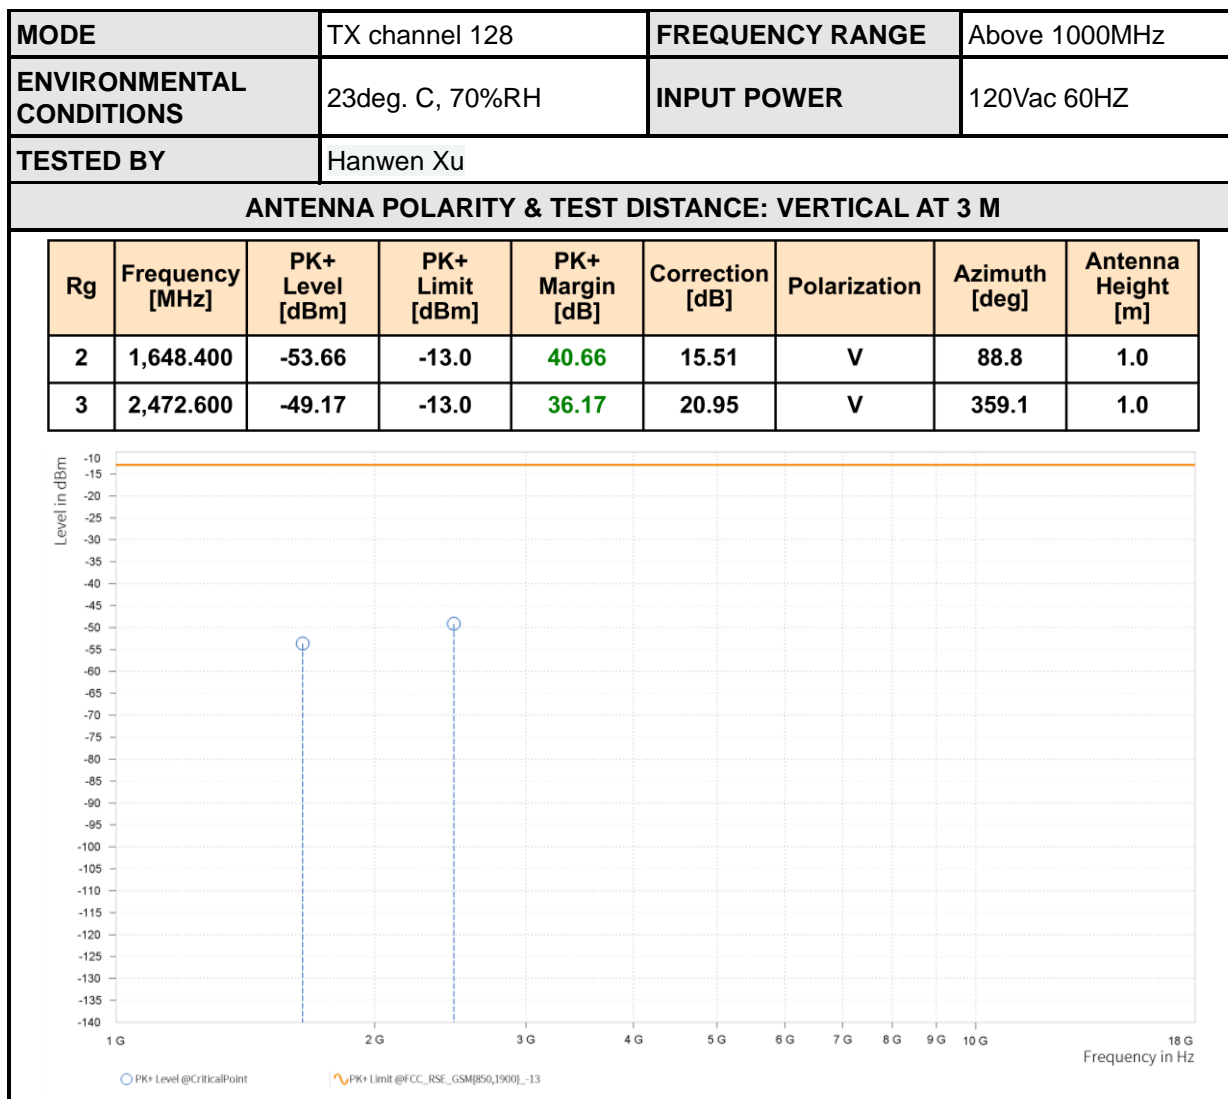 MODE TX channel 128 FREQUENCY RANGE Above 1000MHz
ENVIRONMENTAL
CONDITIONS 23deg. C, 70%RH INPUT POWER 120Vac 60HZ
TESTED BY Hanwen Xu
ANTENNA POLARITY & TEST DISTANCE: VERTICAL AT 3 M
Rg Frequency [MHz] PK+ Level [dBm] PK+ Limit [dBm] PK+ Margin [dB] Correction [dB] Polarization Azimuth [deg] Antenna Height [m]
2 1,648.400 -53.66 -13.0 40.66 15.51 V 88.8 1.0
3 2,472.600 -49.17 -13.0 36.17 20.95 V 359.1 1.0
Level in dBm
-10
-15
-20
-25
-30
-35
-40
-45
-50
-55
-60
-65
-70
-75
-80
-85
-90
-95
-100
-105
-110
-115
-120
-125
-130
-135
-140
1 G 2 G 3 G 4 G 5 G 6 G 7 G 8 G 9 G 10 G 18 G
Frequency in Hz
PK+ Level @CriticalPoint PK+ Limit @FCC_RSE_GSM(850,1900)_-13